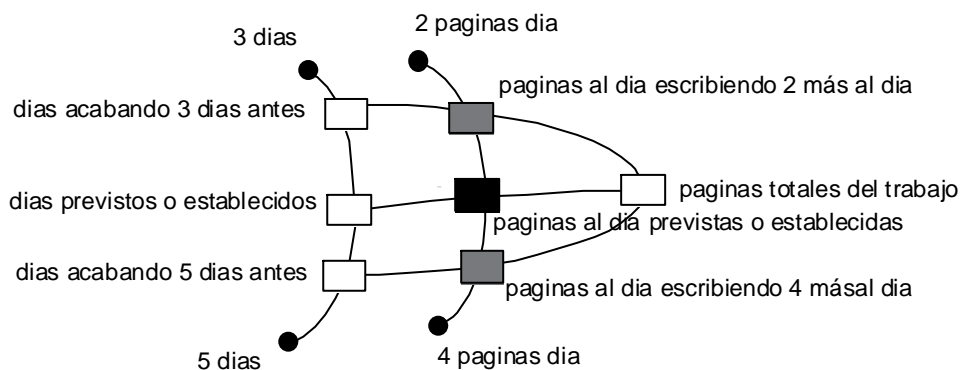 3 dias
2 paginas dia
paginas al dia escribiendo 2 más al dia
dias acabando 3 dias antes
dias previstos o establecidos
paginas totales del trabajo
paginas al dia previstas o establecidas
dias acabando 5 dias antes
paginas al dia escribiendo 4 másal dia
5 dias
4 paginas dia